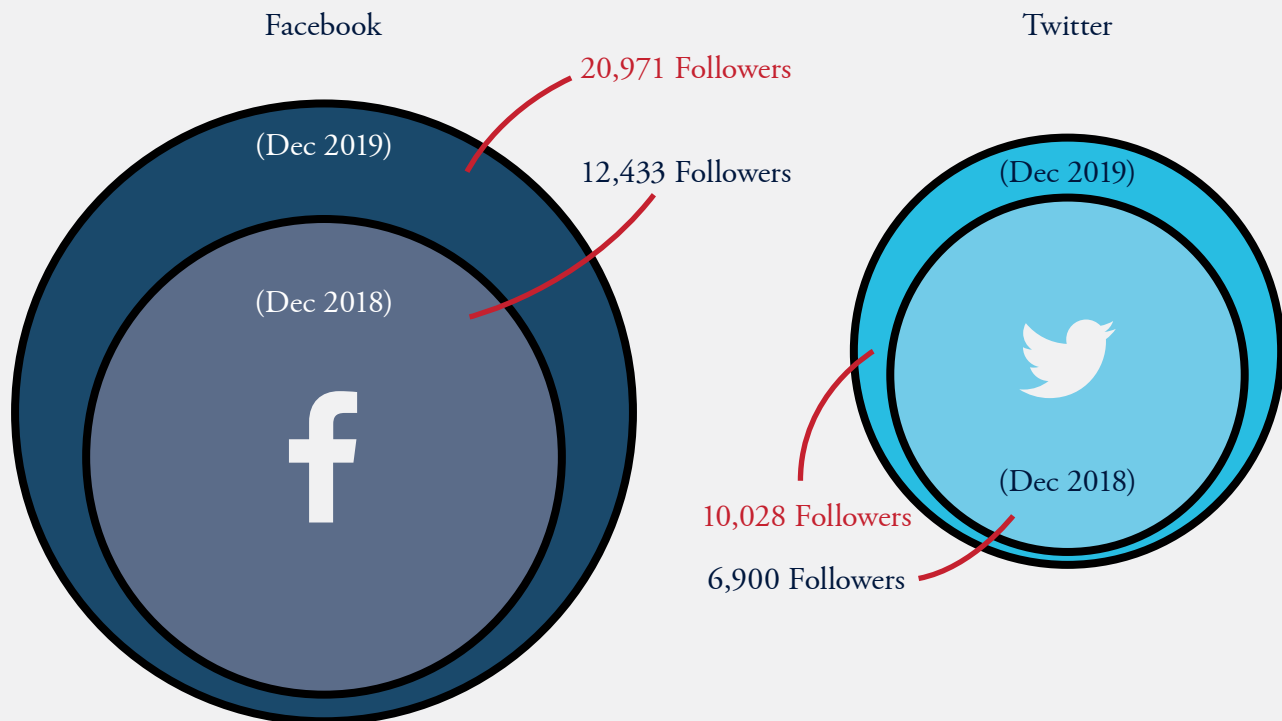 Facebook
20,971 Followers
(Dec 2019)
12,433 Followers
(Dec 2018)
Twitter
(Dec 2019)
(Dec 2018)
10,028 Followers
6,900 Followers